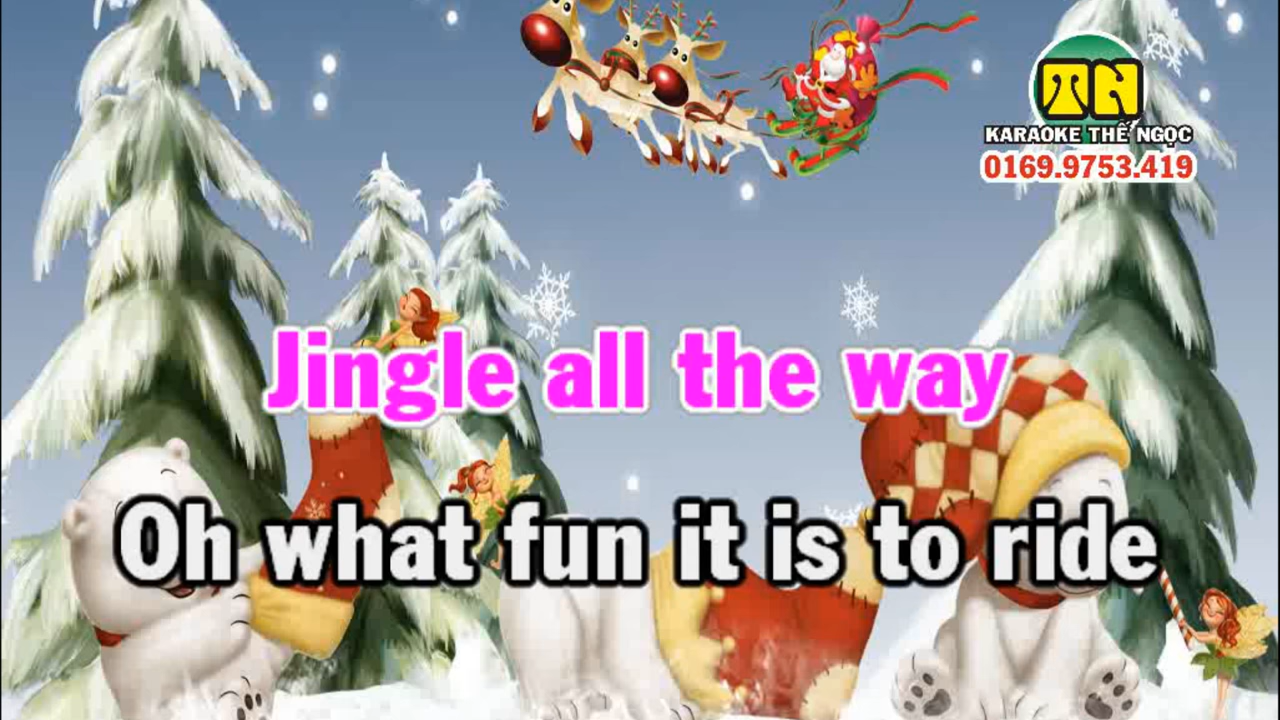 TN
KARAOKE THẾ NGỌC
0169.9753.419
Jingle all the way
Oh what fun it is to ride